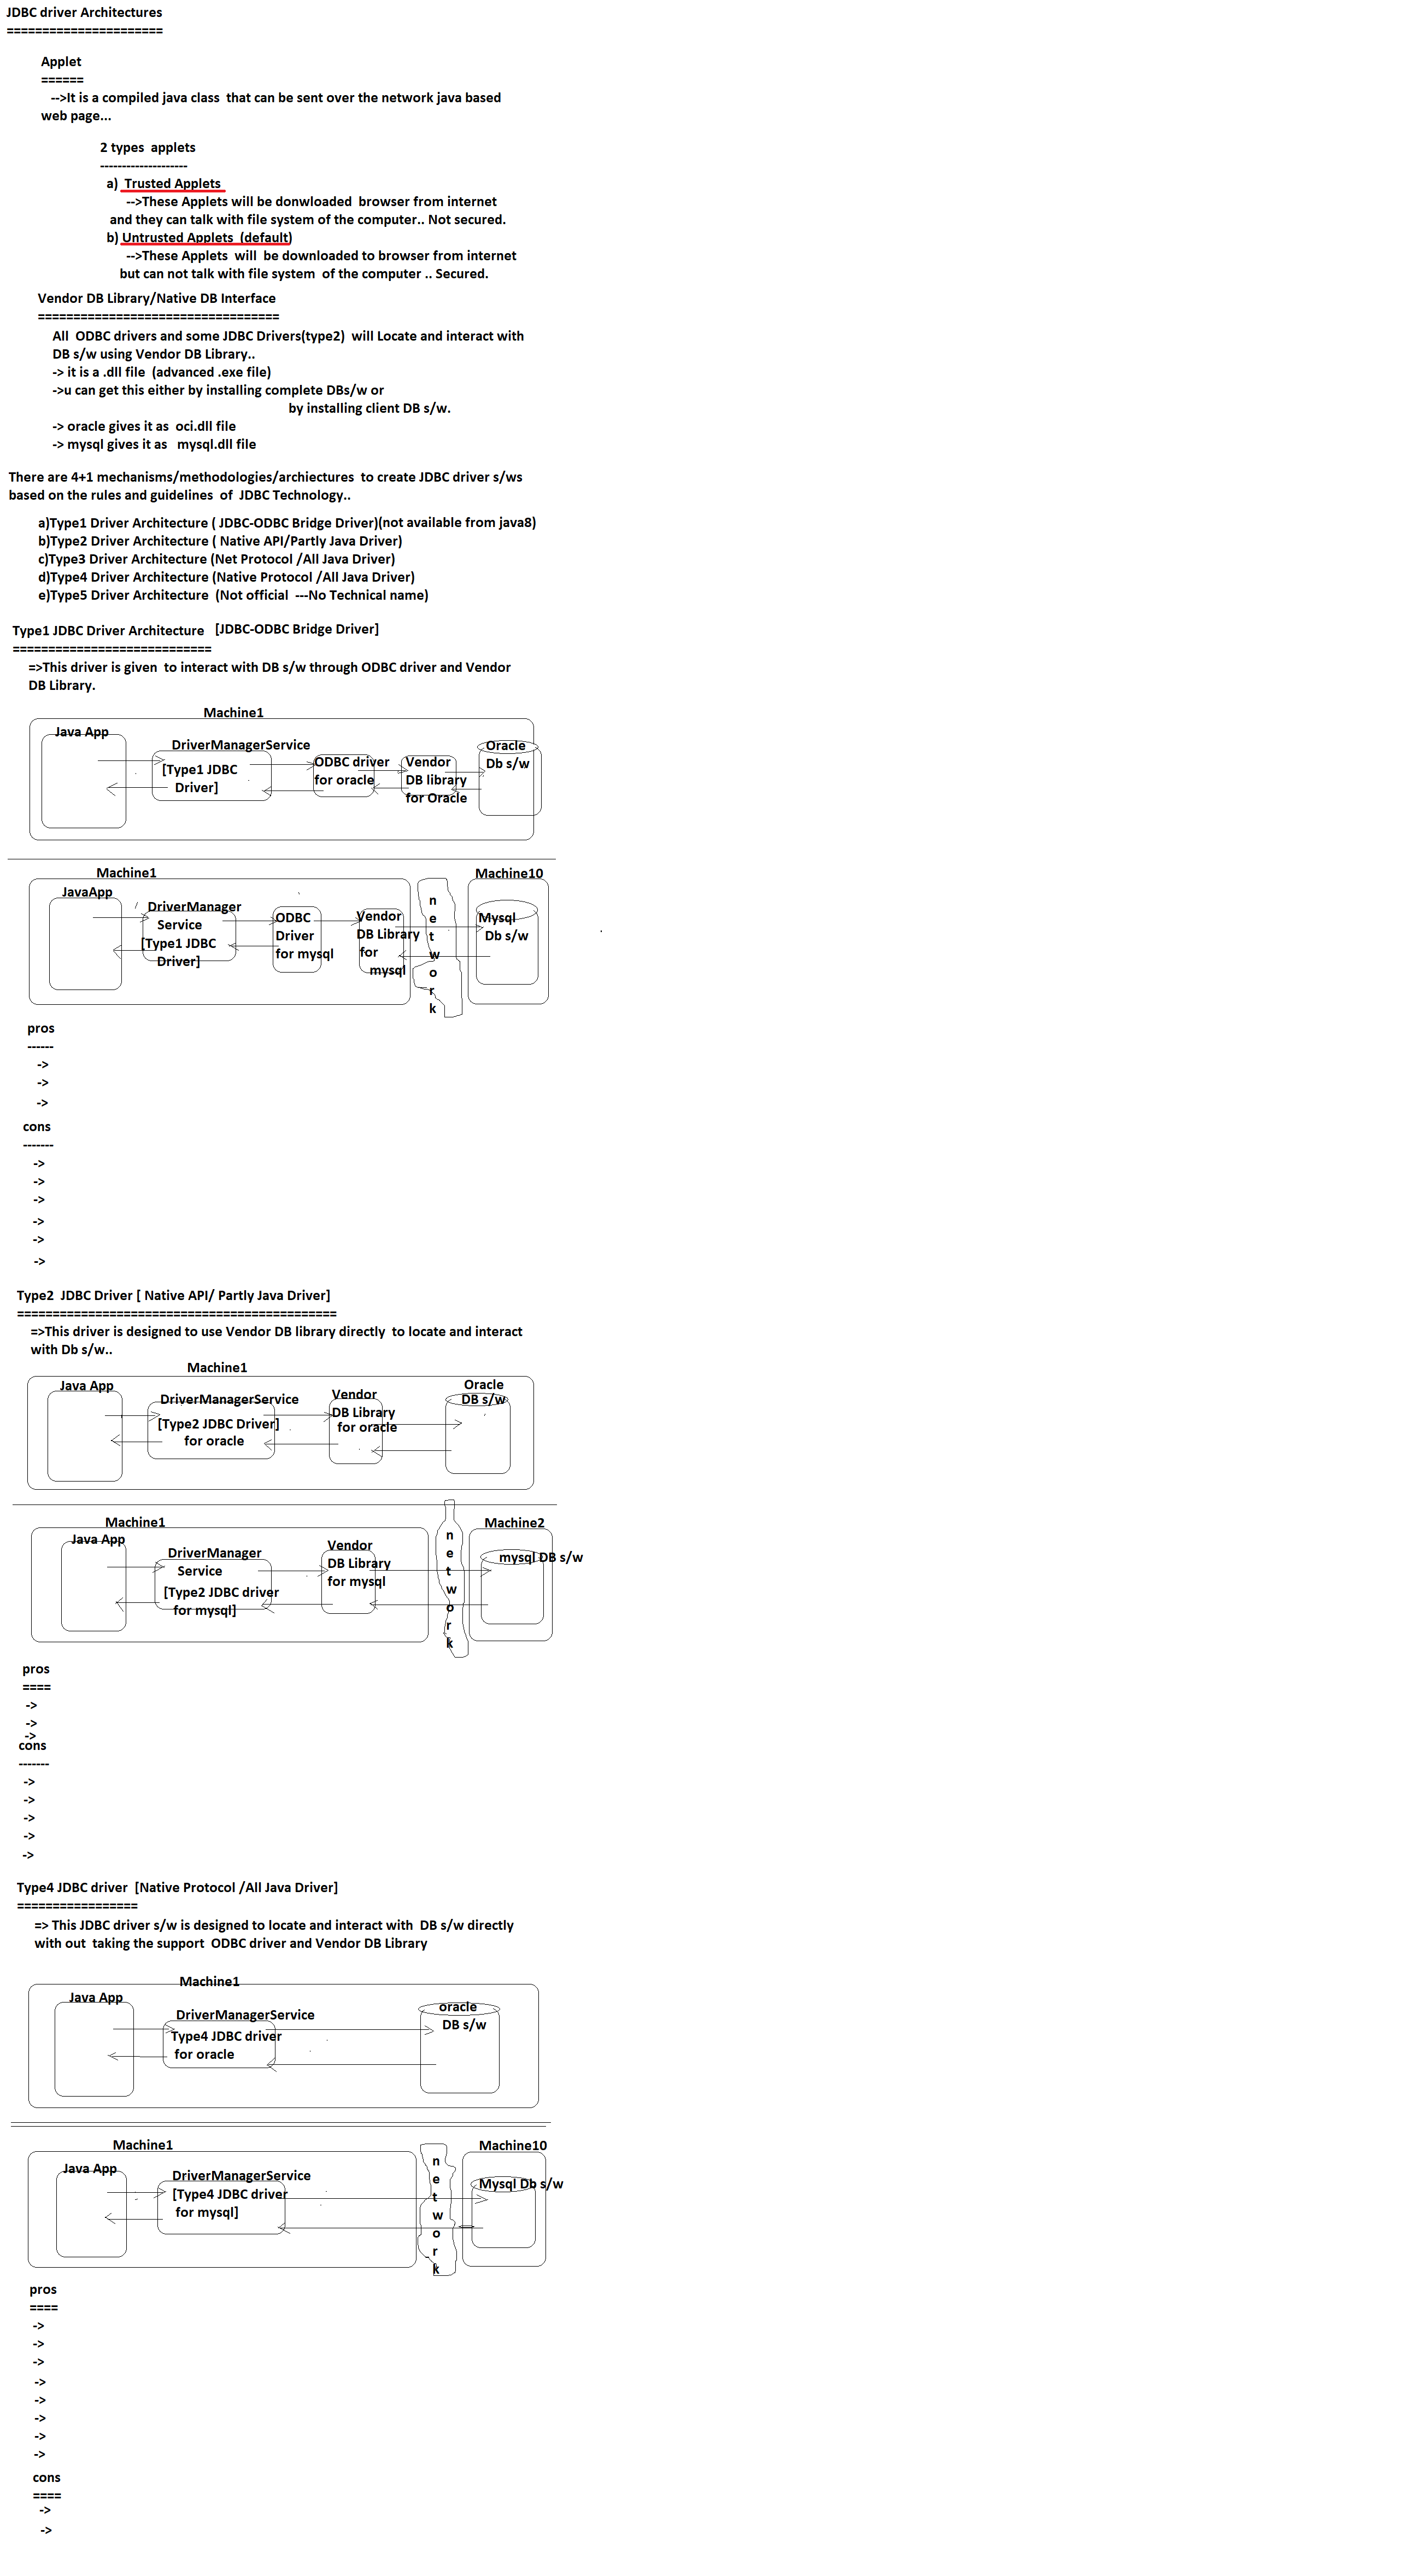 JDBC driver Architectures
======================
Applet
======
-->It is a compiled java class that can be sent over the network java based
web page...
2 types applets
--------------------
a) Trusted Applets
-->These Applets will be donwloaded browser from internet
and they can talk with file system of the computer.. Not secured.
b) Untrusted Applets (default)
-->These Applets will be downloaded to browser from internet
but can not talk with file system of the computer .. Secured.
Vendor DB Library/Native DB Interface
==================================
All ODBC drivers and some JDBC Drivers(type2) will Locate and interact with
DB s/w using Vendor DB Library..
-> it is a .dll file (advanced .exe file)
->u can get this either by installing complete DBs/w or
by installing client DB s/w.
-> oracle gives it as oci.dll file
-> mysql gives it as mysql.dll file
There are 4+1 mechanisms/methodologies/archiectures to create JDBC driver s/ws
based on the rules and guidelines of JDBC Technology..
a)Type1 Driver Architecture ( JDBC-ODBC Bridge Driver)(not available from java8)
b)Type2 Driver Architecture ( Native API/Partly Java Driver)
c)Type3 Driver Architecture (Net Protocol /All Java Driver)
d)Type4 Driver Architecture (Native Protocol /All Java Driver)
e)Type5 Driver Architecture (Not official ---No Technical name)
Type1 JDBC Driver Architecture [JDBC-ODBC Bridge Driver]
============================
=>This driver is given to interact with DB s/w through ODBC driver and Vendor
DB Library.
Machine1
Java App
DriverManagerService
[Type1 JDBC
Driver]
ODBC driver
for oracle
Vendor
DB library
for Oracle
Oracle
Db s/w
Machine1
JavaApp
DriverManager
Service
[Type1 JDBC
Driver]
ODBC
Driver
for mysql
Vendor
DB Library
for
mysql
n
e
t
w
o
r
k
Machine10
Mysql
Db s/w
pros
------
->
->
->
cons
-------
->
->
->
->
->
->
Type2 JDBC Driver [ Native API/ Partly Java Driver]
=============================================
=>This driver is designed to use Vendor DB library directly to locate and interact
with Db s/w..
Machine1
Java App
DriverManagerService
[Type2 JDBC Driver]
for oracle
Vendor
DB Library
for oracle
Oracle
DB s/w
Machine1
Java App
DriverManager
Service
[Type2 JDBC driver
for mysql]
Vendor
DB Library
for mysql
n
e
t
w
o
r
k
Machine2
mysql DB s/w
pros
====
->
->
->
cons
-------
->
->
->
->
->
Type4 JDBC driver [Native Protocol /All Java Driver]
=================
=> This JDBC driver s/w is designed to locate and interact with DB s/w directly
with out taking the support ODBC driver and Vendor DB Library
Machine1
Java App
DriverManagerService
Type4 JDBC driver
for oracle
oracle
DB s/w
Machine1
Java App
DriverManagerService
[Type4 JDBC driver
for mysql]
n
e
t
w
o
r
k
Machine10
Mysql Db s/w
pros
====
->
->
->
->
->
->
->
->
cons
====
->
->